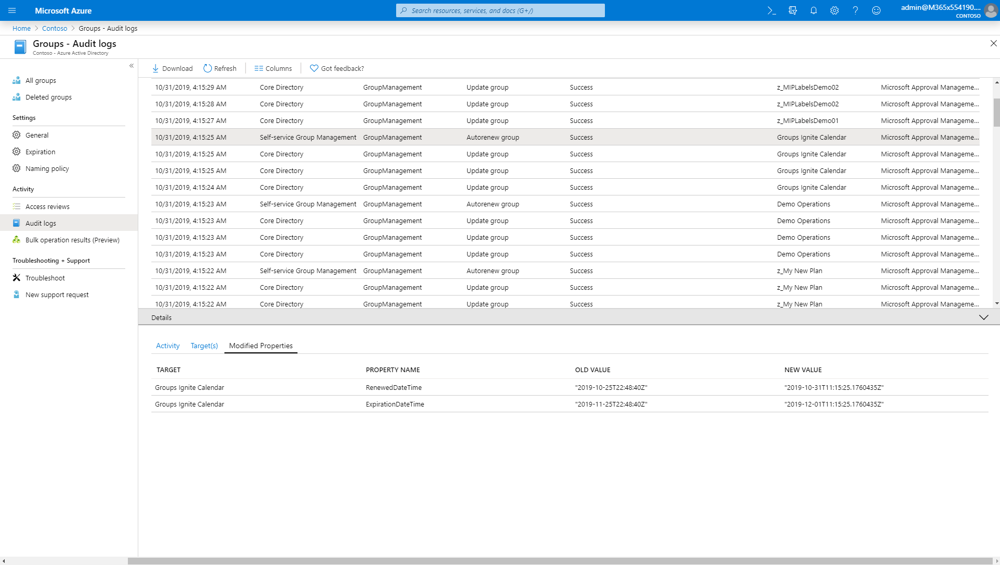 Microsoft Azure
Search resources, services, and docs (G+/)
admin@M365x554190....
CONTOSO
Home > Contoso > Groups - Audit logs
Groups - Audit logs
Contoso - Azure Active Directory
All groups
Deleted groups
Settings
General
Expiration
Naming policy
Activity
Access reviews
Audit logs
Bulk operation results (Preview)
Troubleshooting + Support
Troubleshoot
New support request
Download Refresh Columns Got feedback?
10/31/2019, 4:15:29 AM Core Directory GroupManagement Update group Success z_MIPLabelsDemo02 Microsoft Approval Manageme...
10/31/2019, 4:15:28 AM Core Directory GroupManagement Update group Success z_MIPLabelsDemo02 Microsoft Approval Manageme...
10/31/2019, 4:15:27 AM Core Directory GroupManagement Update group Success z_MIPLabelsDemo01 Microsoft Approval Manageme...
10/31/2019, 4:15:25 AM Self-service Group Management GroupManagement Autorenew group Success Groups Ignite Calendar Microsoft Approval Manageme...
10/31/2019, 4:15:25 AM Core Directory GroupManagement Update group Success Groups Ignite Calendar Microsoft Approval Manageme...
10/31/2019, 4:15:25 AM Core Directory GroupManagement Update group Success Groups Ignite Calendar Microsoft Approval Manageme...
10/31/2019, 4:15:24 AM Core Directory GroupManagement Update group Success Groups Ignite Calendar Microsoft Approval Manageme...
10/31/2019, 4:15:23 AM Self-service Group Management GroupManagement Autorenew group Success Demo Operations Microsoft Approval Manageme...
10/31/2019, 4:15:23 AM Core Directory GroupManagement Update group Success Demo Operations Microsoft Approval Manageme...
10/31/2019, 4:15:23 AM Core Directory GroupManagement Update group Success Demo Operations Microsoft Approval Manageme...
10/31/2019, 4:15:23 AM Core Directory GroupManagement Update group Success Demo Operations Microsoft Approval Manageme...
10/31/2019, 4:15:22 AM Self-service Group Management GroupManagement Autorenew group Success z_My New Plan Microsoft Approval Manageme...
10/31/2019, 4:15:22 AM Core Directory GroupManagement Update group Success z_My New Plan Microsoft Approval Manageme...
10/31/2019, 4:15:22 AM Core Directory GroupManagement Update group Success z_My New Plan Microsoft Approval Manageme...
Details
Activity Target(s) Modified Properties
TARGET PROPERTY NAME OLD VALUE NEW VALUE
Groups Ignite Calendar RenewedDateTime "2019-10-25T22:48:40Z" "2019-10-31T11:15:25.1760435Z"
Groups Ignite Calendar ExpirationDateTime "2019-11-25T22:48:40Z" "2019-12-01T11:15:25.1760435Z"